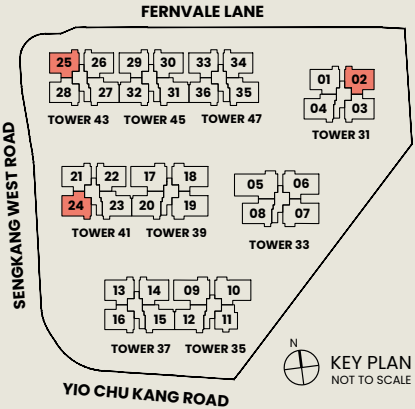 FERNVALE LANE
25 26 29 30 33 34
28 27 32 31 36 35
TOWER 43 TOWER 45 TOWER 47
01 02
04 03
TOWER 31
SENGKANG WEST ROAD
21 22 17 18
24 23 20 19
TOWER 41 TOWER 39
05 06
08 07
TOWER 33
13 14 09 10
16 15 12 11
TOWER 37 TOWER 35
N
KEY PLAN
NOT TO SCALE
YIO CHU KANG ROAD